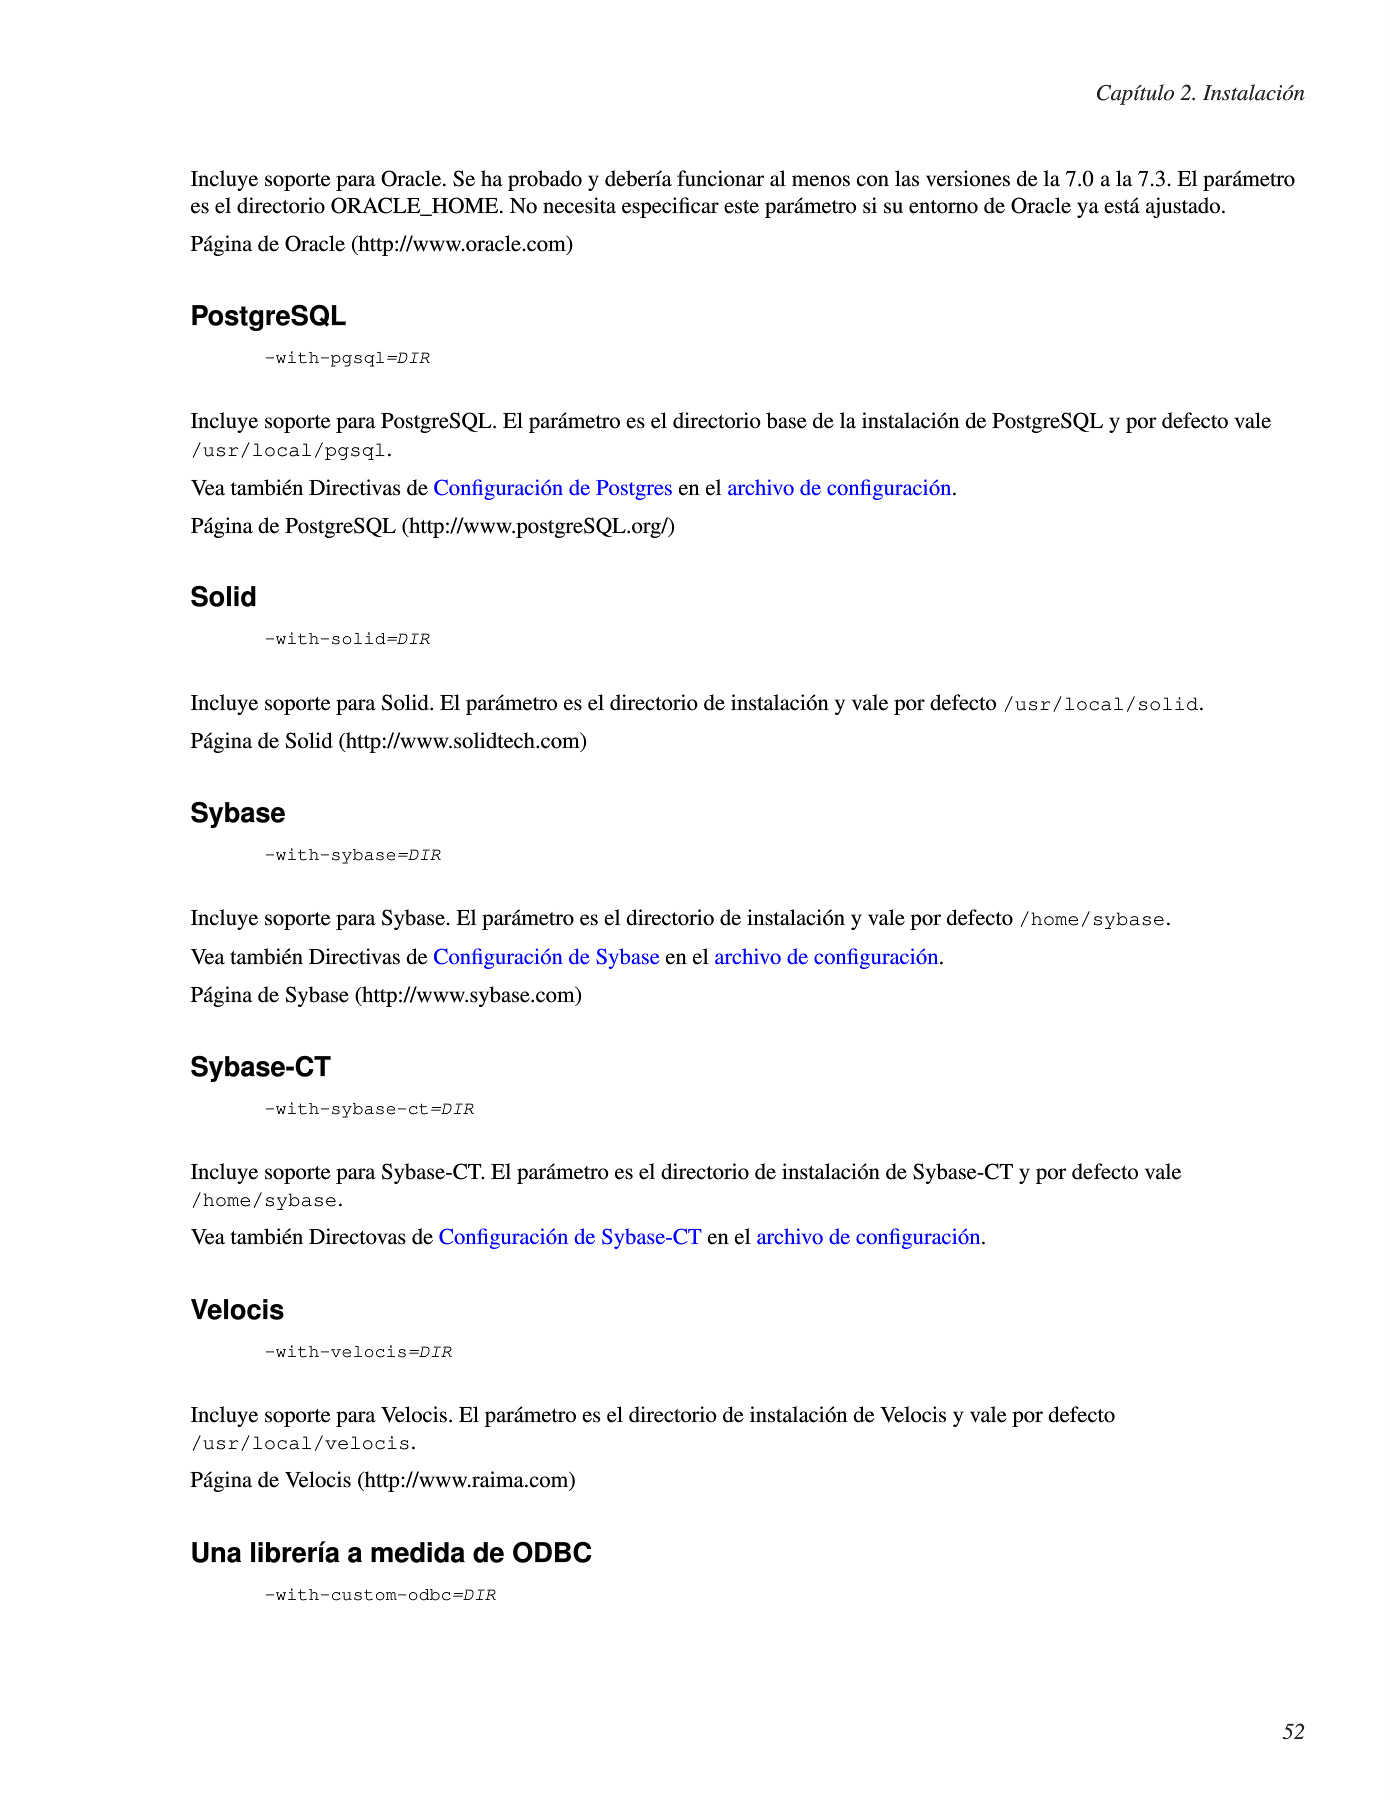 Capítulo 2. Instalación
Incluye soporte para Oracle. Se ha probado y debería funcionar al menos con las versiones de la 7.0 a la 7.3. El parámetro
es el directorio ORACLE_HOME. No necesita especificar este parámetro si su entorno de Oracle ya está ajustado.
Página de Oracle (http://www.oracle.com)
PostgreSQL
-with-pgsql=DIR
Incluye soporte para PostgreSQL. El parámetro es el directorio base de la instalación de PostgreSQL y por defecto vale
/usr/local/pgsql.
Vea también Directivas de Configuración de Postgres en el archivo de configuración.
Página de PostgreSQL (http://www.postgreSQL.org/)
Solid
-with-solid=DIR
Incluye soporte para Solid. El parámetro es el directorio de instalación y vale por defecto /usr/local/solid.
Página de Solid (http://www.solidtech.com)
Sybase
-with-sybase=DIR
Incluye soporte para Sybase. El parámetro es el directorio de instalación y vale por defecto /home/sybase.
Vea también Directivas de Configuración de Sybase en el archivo de configuración.
Página de Sybase (http://www.sybase.com)
Sybase-CT
-with-sybase-ct=DIR
Incluye soporte para Sybase-CT. El parámetro es el directorio de instalación de Sybase-CT y por defecto vale
/home/sybase.
Vea también Directovas de Configuración de Sybase-CT en el archivo de configuración.
Velocis
-with-velocis=DIR
Incluye soporte para Velocis. El parámetro es el directorio de instalación de Velocis y vale por defecto
/usr/local/velocis.
Página de Velocis (http://www.raima.com)
Una librería a medida de ODBC
-with-custom-odbc=DIR
52